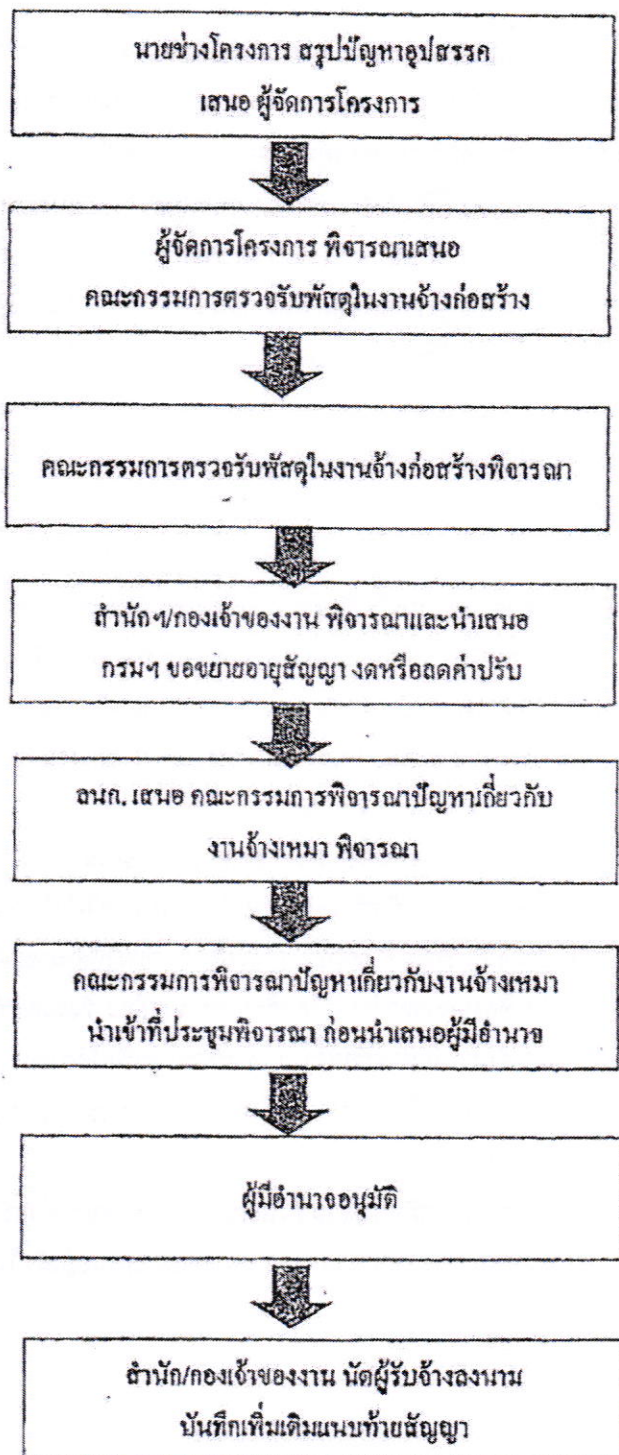 นายช่างโครงการ สรุปปัญหาอุปสรรค
เสนอ ผู้จัดการโครงการ
ผู้จัดการโครงการ พิจารณาเสนอ
คณะกรรมการตรวจรับพัสดุในงานจ้างก่อสร้าง
คณะกรรมการตรวจรับพัสดุในงานจ้างก่อสร้างพิจารณา
สำนักฯ/กองเจ้าของงาน พิจารณาและนำเสนอ
กรมฯ ขอขยายอายุสัญญา งดหรือลดค่าปรับ
ลนก. เสนอ คณะกรรมการพิจารณาปัญหาเกี่ยวกับ
งานจ้างเหมา พิจารณา
คณะกรรมการพิจารณาปัญหาเกี่ยวกับงานจ้างเหมา
นำเข้าที่ประชุมพิจารณา ก่อนนำเสนอผู้มีอำนาจ
ผู้มีอำนาจอนุมัติ
สำนัก/กองเจ้าของงาน นัดผู้รับจ้างลงนาม
บันทึกเพิ่มเติมแนบท้ายสัญญา